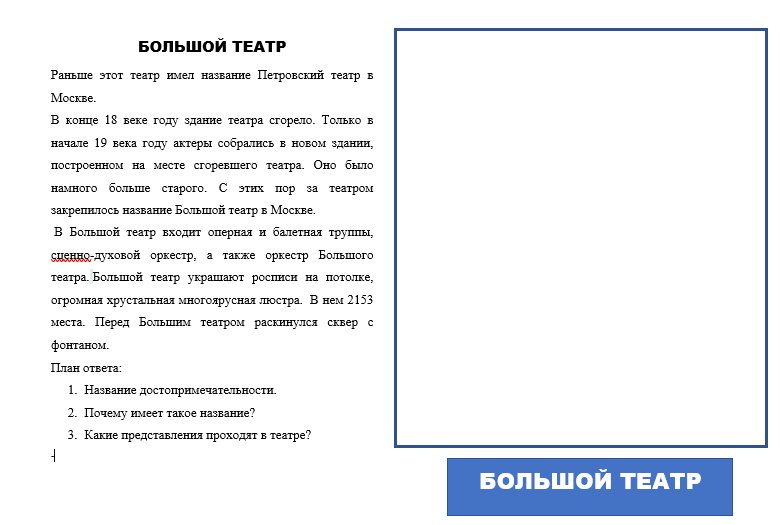 БОЛЬШОЙ ТЕАТР
Раньше этот театр имел название Петровский театр в
Москве.
В конце 18 веке году здание театра сгорело. Только в
начале 19 века году актеры собрались в новом здании,
построенном на месте сгоревшего театра. Оно было
намного больше старого. С этих пор за театром
закрепилось название Большой театр в Москве.
В Большой театр входит оперная и балетная труппы,
сценно-духовой оркестр, а также оркестр Большого
театра. Большой театр украшают росписи на потолке,
огромная хрустальная многоярусная люстра. В нем 2153
места. Перед Большим театром раскинулся сквер с
фонтаном.
План ответа:
1. Название достопримечательности.
2. Почему имеет такое название?
3. Какие представления проходят в театре?
-
БОЛЬШОЙ ТЕАТР